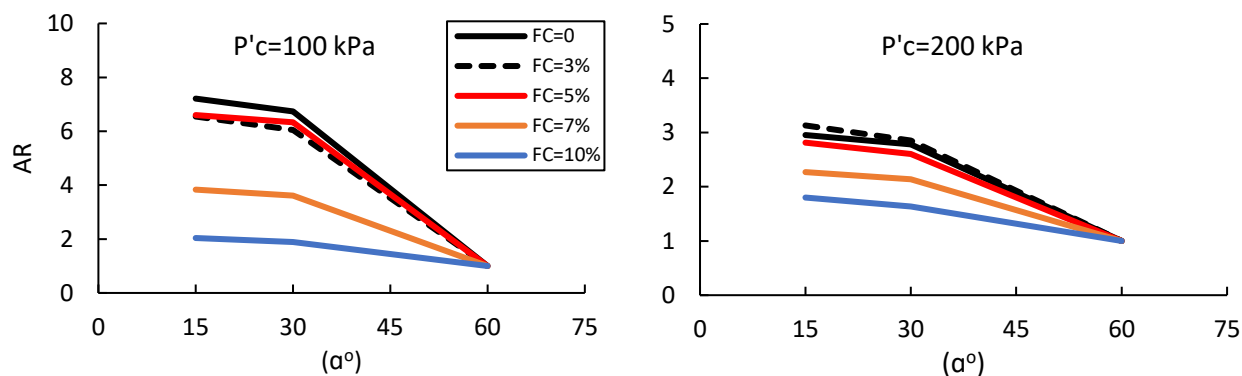 P'c=100 kPa
AR
10
8
6
4
2
0
0 15 30 45 60 75
(αº)
FC=0
FC=3%
FC=5%
FC=7%
FC=10%
P'c=200 kPa
5
4
3
2
1
0
0 15 30 45 60 75
(αº)